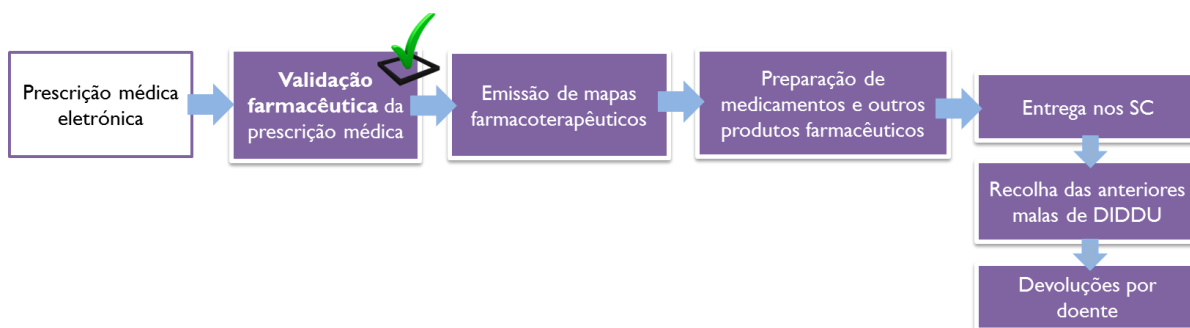 Prescrição médica
eletrónica
Validação
farmacêutica da
prescrição médica
Emissão de mapas
farmacoterapêuticos
Preparação de
medicamentos e outros
produtos farmacêuticos
Entrega nos SC
Recolha das anteriores
malas de DIDDU
Devoluções por
doente